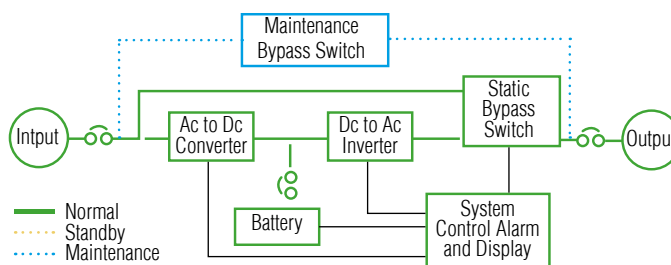 Maintenance
Bypass Switch
Static
Bypass
Switch
Intput
Ac to Dc
Converter
Dc to Ac
Inverter
Output
Normal
Standby
Maintenance
Battery
System
Control Alarm
and Display